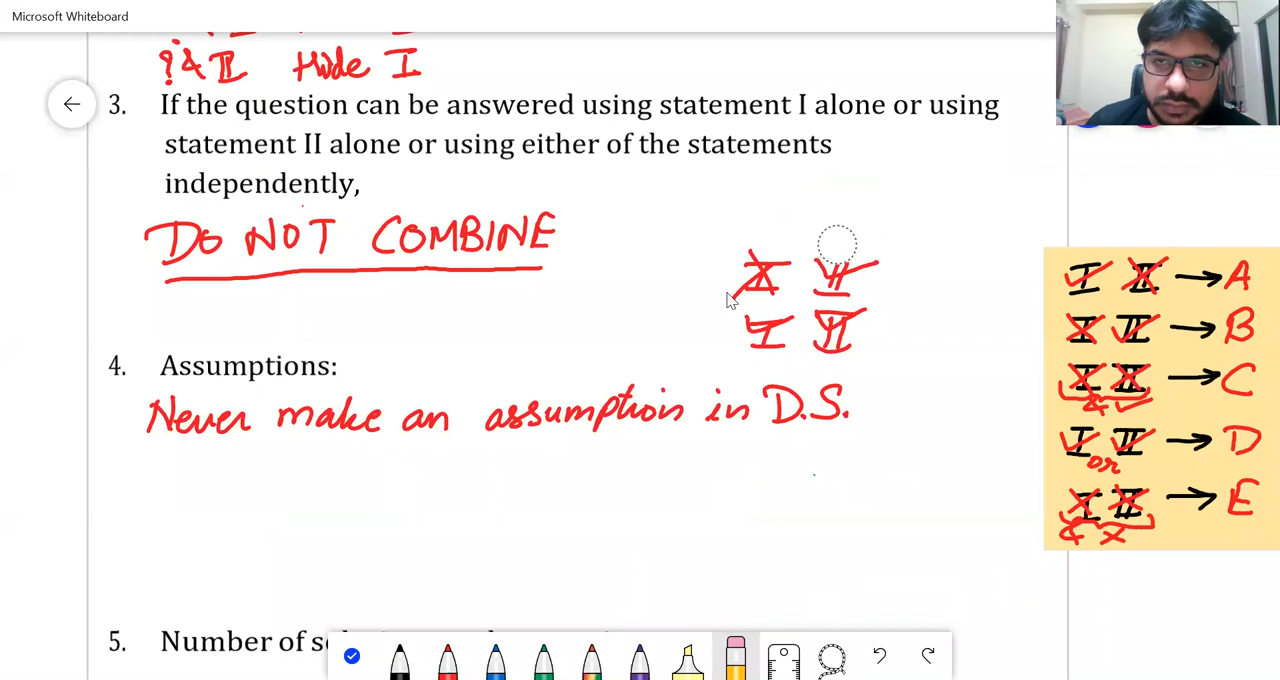 Microsoft Whiteboard
? & II Hide I
3. If the question can be answered using statement I alone or using
statement II alone or using either of the statements
independently,
DO NOT COMBINE
I II
I II
4. Assumptions:
Never make an assumption in D.S.
5. Number of
I II → A
I II → B
I II → C
&
I II → D
or
I II → E
&